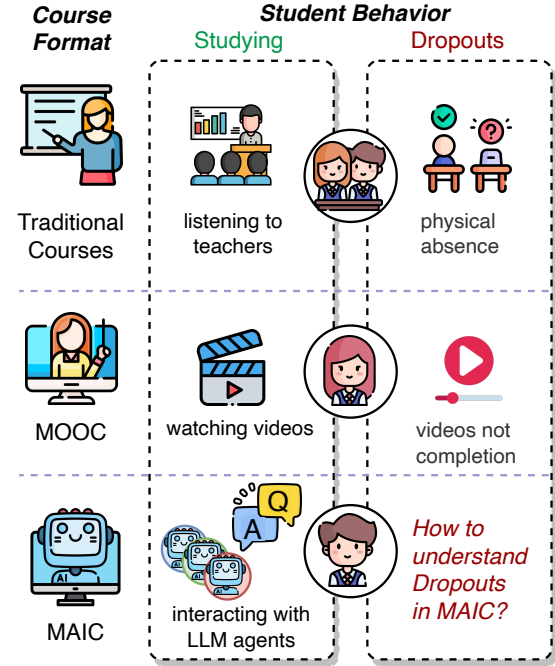 Course
Format
Student Behavior
Studying
Dropouts
Traditional
Courses
listening to
teachers
?
physical
absence
MOOC
watching videos
videos not
completion
AI
MAIC
Q
A
interacting with
LLM agents
How to
understand
Dropouts
in MAIC?